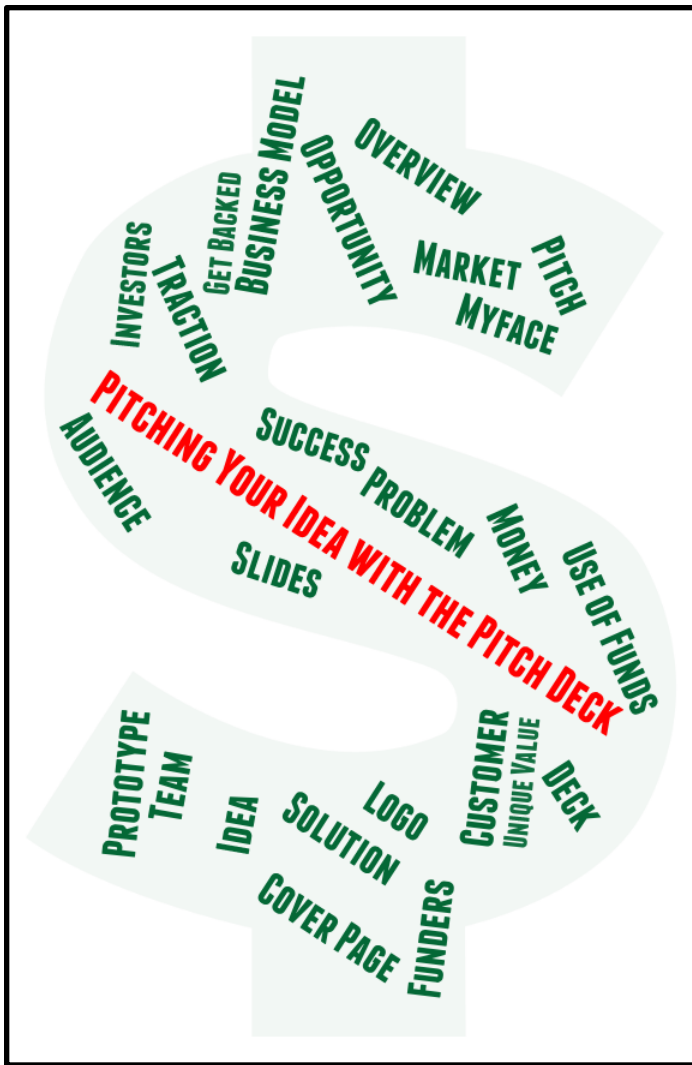 Business Model
Opportunity
Overview
Get Backed
Investors
Traction
Market
Pitch
Myface
Pitching Your Idea with the Pitch Deck
Audience
Success
Problem
Money
Slides
Use of Funds
Prototype
Team
Idea
Solution
Logo
Customer
Unique Value
Deck
Cover Page
Funders